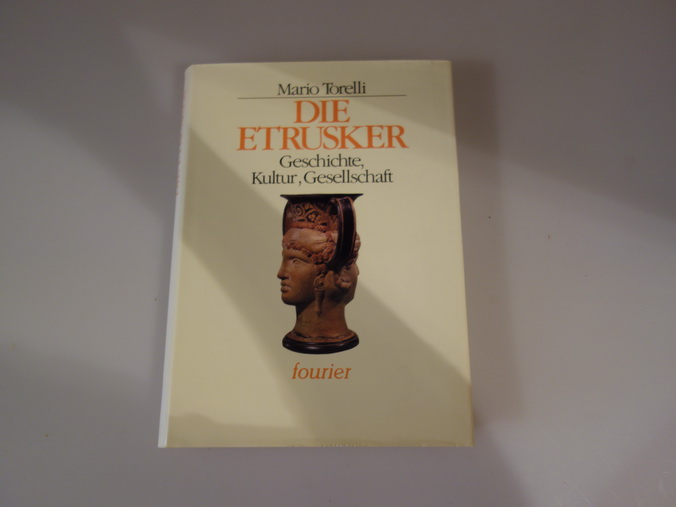 Mario Torelli
DIE
ETRUSKER
Geschichte,
Kultur, Gesellschaft
fourier